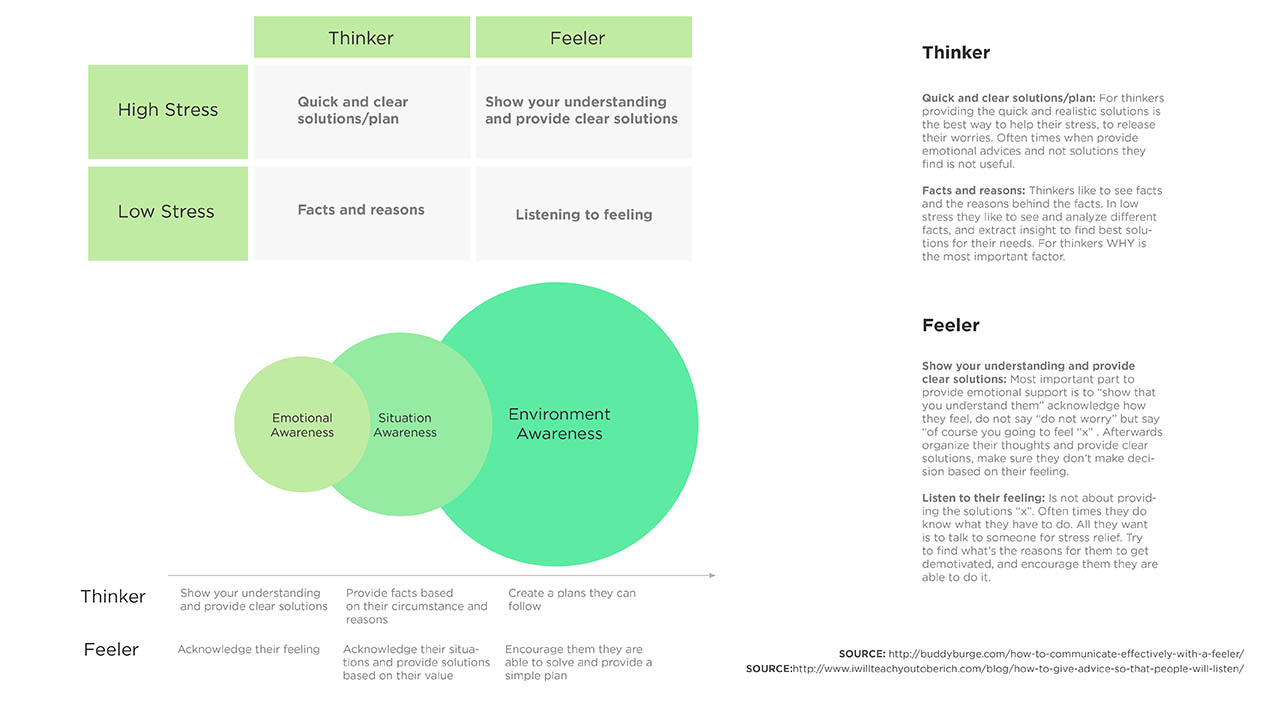 Thinker
Feeler
High Stress
Quick and clear
solutions/plan
Show your understanding
and provide clear solutions
Low Stress
Facts and reasons
Listening to feeling
Emotional
Awareness
Situation
Awareness
Environment
Awareness
Thinker
Show your understanding
and provide clear solutions
Provide facts based
on their circumstance and
reasons
Create a plans they can
follow
Feeler
Acknowledge their feeling
Acknowledge their situa-
tions and provide solutions
based on their value
Encourage them they are
able to solve and provide a
simple plan
Thinker
Quick and clear solutions/plan: For thinkers
providing the quick and realistic solutions is
the best way to help their stress, to release
their worries. Often times when provide
emotional advices and not solutions they
find is not useful.
Facts and reasons: Thinkers like to see facts
and the reasons behind the facts. In low
stress they like to see and analyze different
facts, and extract insight to find best solu-
tions for their needs. For thinkers WHY is
the most important factor.
Feeler
Show your understanding and provide
clear solutions: Most important part to
provide emotional support is to “show that
you understand them” acknowledge how
they feel, do not say “do not worry” but say
“of course you going to feel “x” . Afterwards
organize their thoughts and provide clear
solutions, make sure they don’t make deci-
sion based on their feeling.
Listen to their feeling: Is not about provid-
ing the solutions “x”. Often times they do
know what they have to do. All they want
is to talk to someone for stress relief. Try
to find what’s the reasons for them to get
demotivated, and encourage them they are
able to do it.
SOURCE: http://buddyburge.com/how-to-communicate-effectively-with-a-feeler/
SOURCE:http://www.iwillteachyoutoberich.com/blog/how-to-give-advice-so-that-people-will-listen/